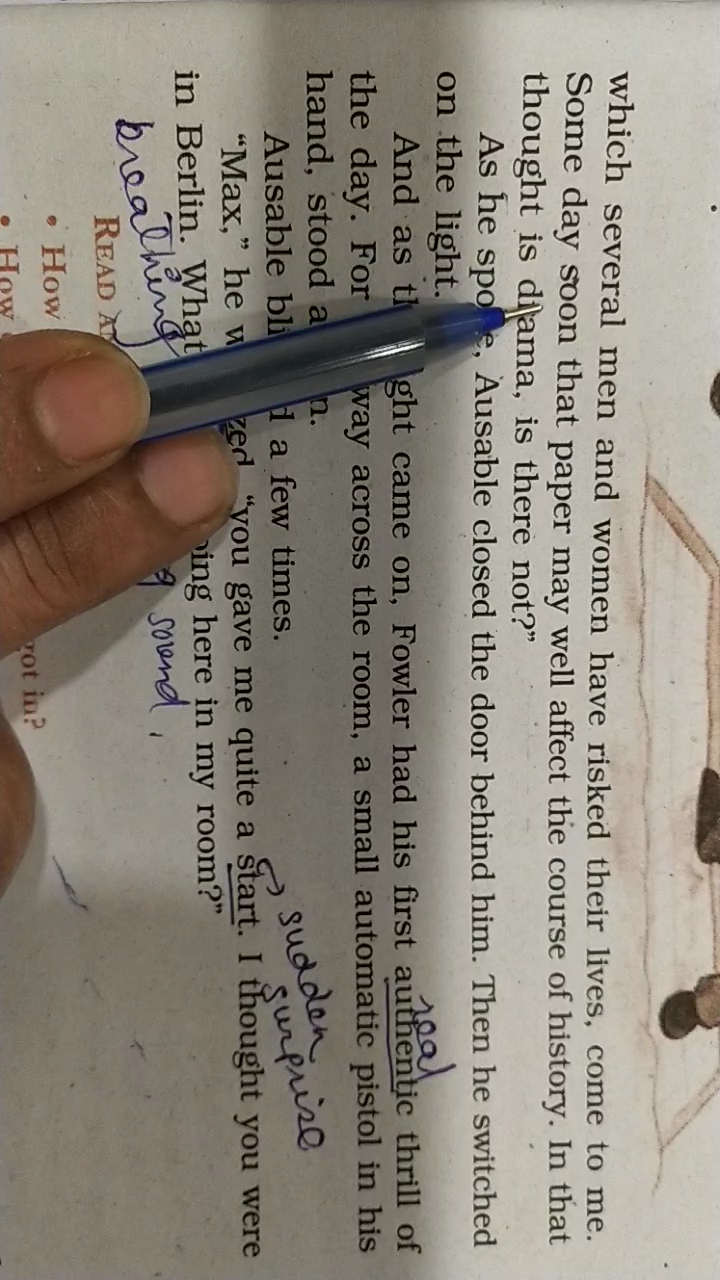 which several men and women have risked their lives, come to me.
Some day soon that paper may well affect the course of history. In that
thought is drama, is there not?"
As he spoke, Ausable closed the door behind him. Then he switched
on the light.
And as ght came on, Fowler had his first authentic thrill of
real
the day. For way across the room, a small automatic pistol in his
hand, stood a n.
Ausable bli d a few times.
sudden
surprise
"Max," he w zed "you gave me quite a start. I thought you were
in Berlin. What ing here in my room?"
breathing sound
READ
• How rot in?
• How